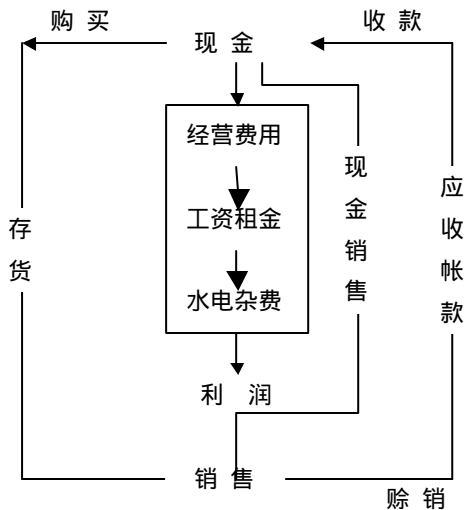 购 买
收 款
现 金
经营费用
工资租金
水电杂费
现金销售
应收帐款
存货
利 润
销 售
赊 销